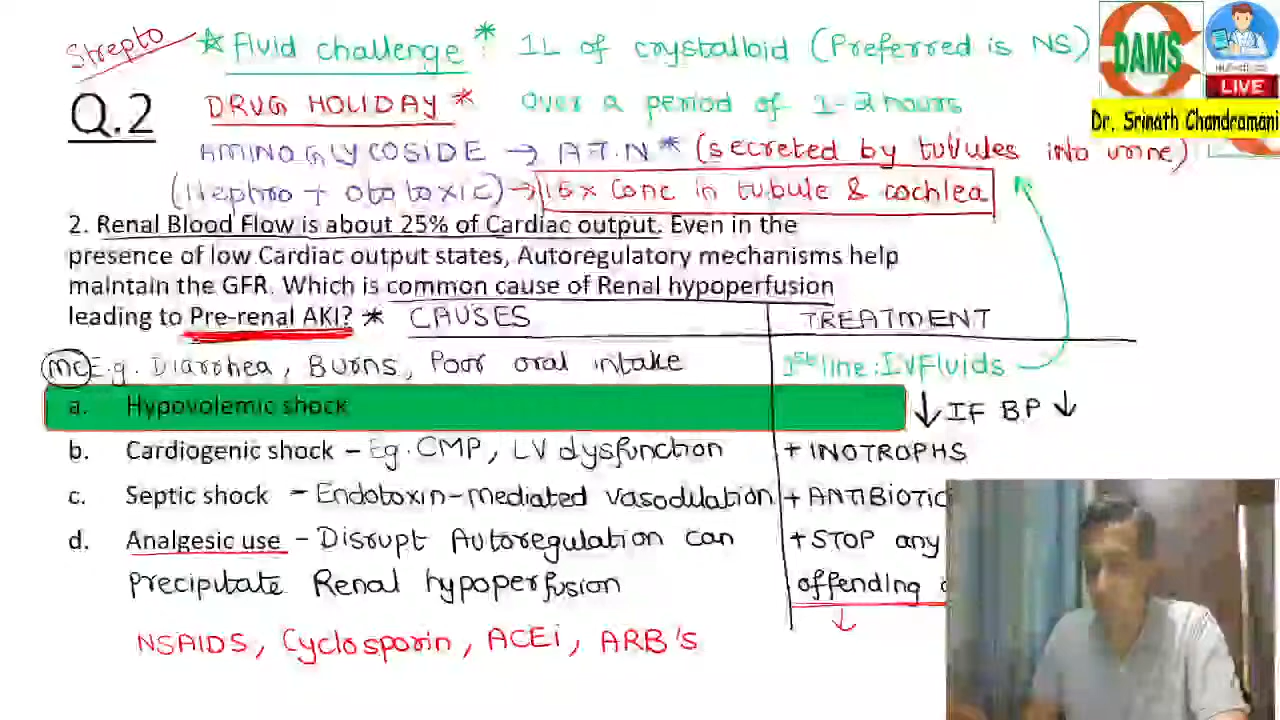 Strepto ☆ Fluid challenge * : 1L of crystalloid (Preferred is NS)
DAMS
LIVE
Dr. Srinath Chandramani
Q.2 DRUG HOLIDAY * over a period of 1-2 hours
AMINOGLYCOSIDE → A.T.N * (secreted by tubules into urine)
(Nephro + ototoxic) → 15x Conc in tubule & cochlea
2. Renal Blood Flow is about 25% of Cardiac output. Even in the
presence of low Cardiac output states, Autoregulatory mechanisms help
maintain the GFR. Which is common cause of Renal hypoperfusion
leading to Pre-renal AKI? * CAUSES TREATMENT
MC E.g. Diarrhea, Burns, Poor oral intake 1st line: IV Fluids
a. Hypovolemic shock ↓ IF BP ↓
b. Cardiogenic shock – Eg. CMP, LV dysfunction + INOTROPHS
c. Septic shock – Endotoxin-mediated vasodilation + ANTIBIOTIC
d. Analgesic use – Disrupt Autoregulation can + STOP any
precipitate Renal hypoperfusion offending
NSAIDS, Cyclosporin, ACEi, ARB's ↓